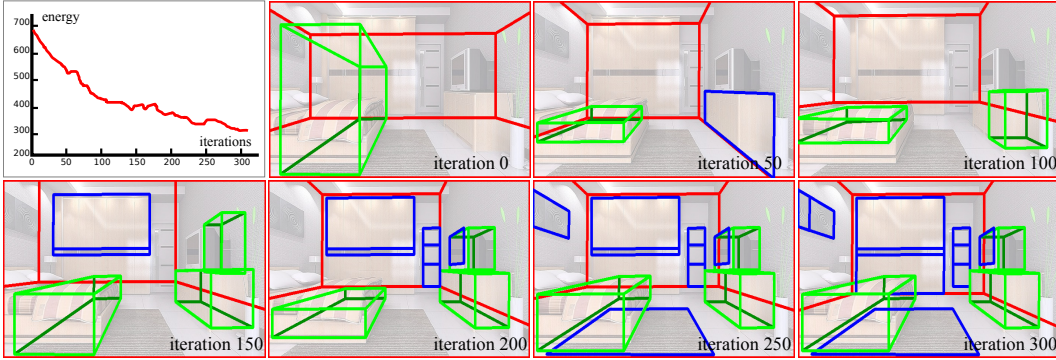 energy
700
600
500
400
300
200
0
50
100
150
200
250
300
iterations
iteration 0
iteration 50
iteration 100
iteration 150
iteration 200
iteration 250
iteration 300